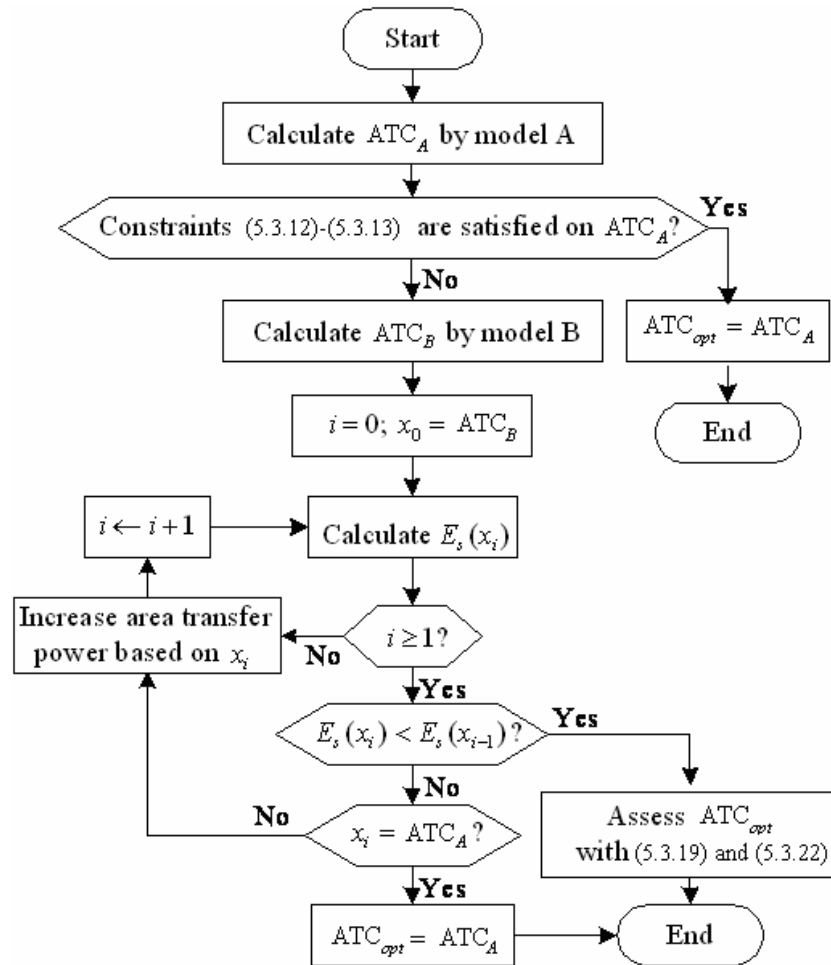 Start
Calculate ATC_A by model A
Constraints (5.3.12)-(5.3.13) are satisfied on ATC_A?
Yes
No
Calculate ATC_B by model B
ATC_opt = ATC_A
i = 0; x_0 = ATC_B
End
i ← i + 1
Calculate E_s(x_i)
Increase area transfer
power based on x_i
i ≥ 1?
No
Yes
E_s(x_i) < E_s(x_{i-1})?
Yes
No
No
x_i = ATC_A?
Assess ATC_opt
with (5.3.19) and (5.3.22)
Yes
ATC_opt = ATC_A
End